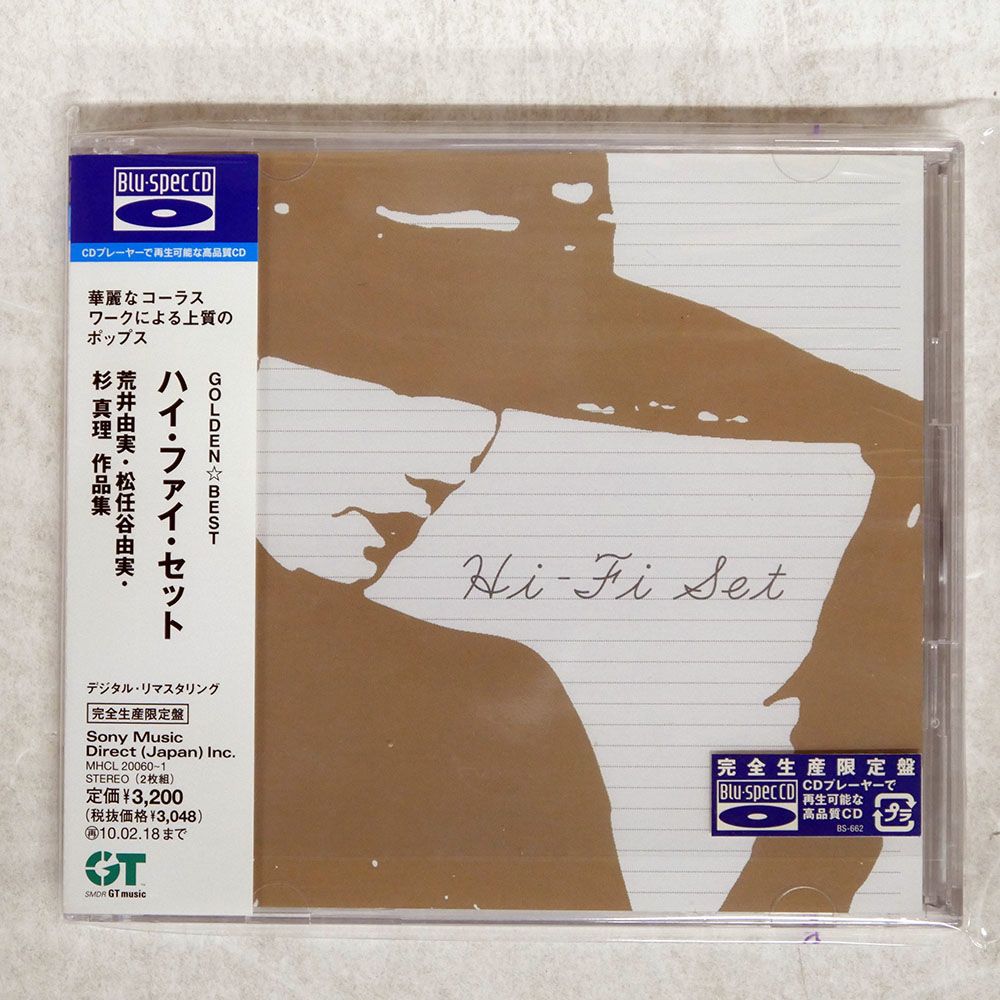 Blu-spec CD
CDプレーヤーで再生可能な高品質CD
華麗なコーラス
ワークによる上質の
ポップス
GOLDEN☆BEST
ハイ・ファイ・セット
荒井由実・松任谷由実・
杉 真理 作品集
デジタル・リマスタリング
完全生産限定盤
Sony Music
Direct (Japan) Inc.
MHCL 20060~1
STEREO (2枚組)
定価¥3,200
(税抜価格¥3,048)
再10.02.18まで
GT
SMDR GT music
Hi-Fi Set
完全生産限定盤
Blu-spec CD
CDプレーヤーで
再生可能な
高品質CD
プラ
BS-662